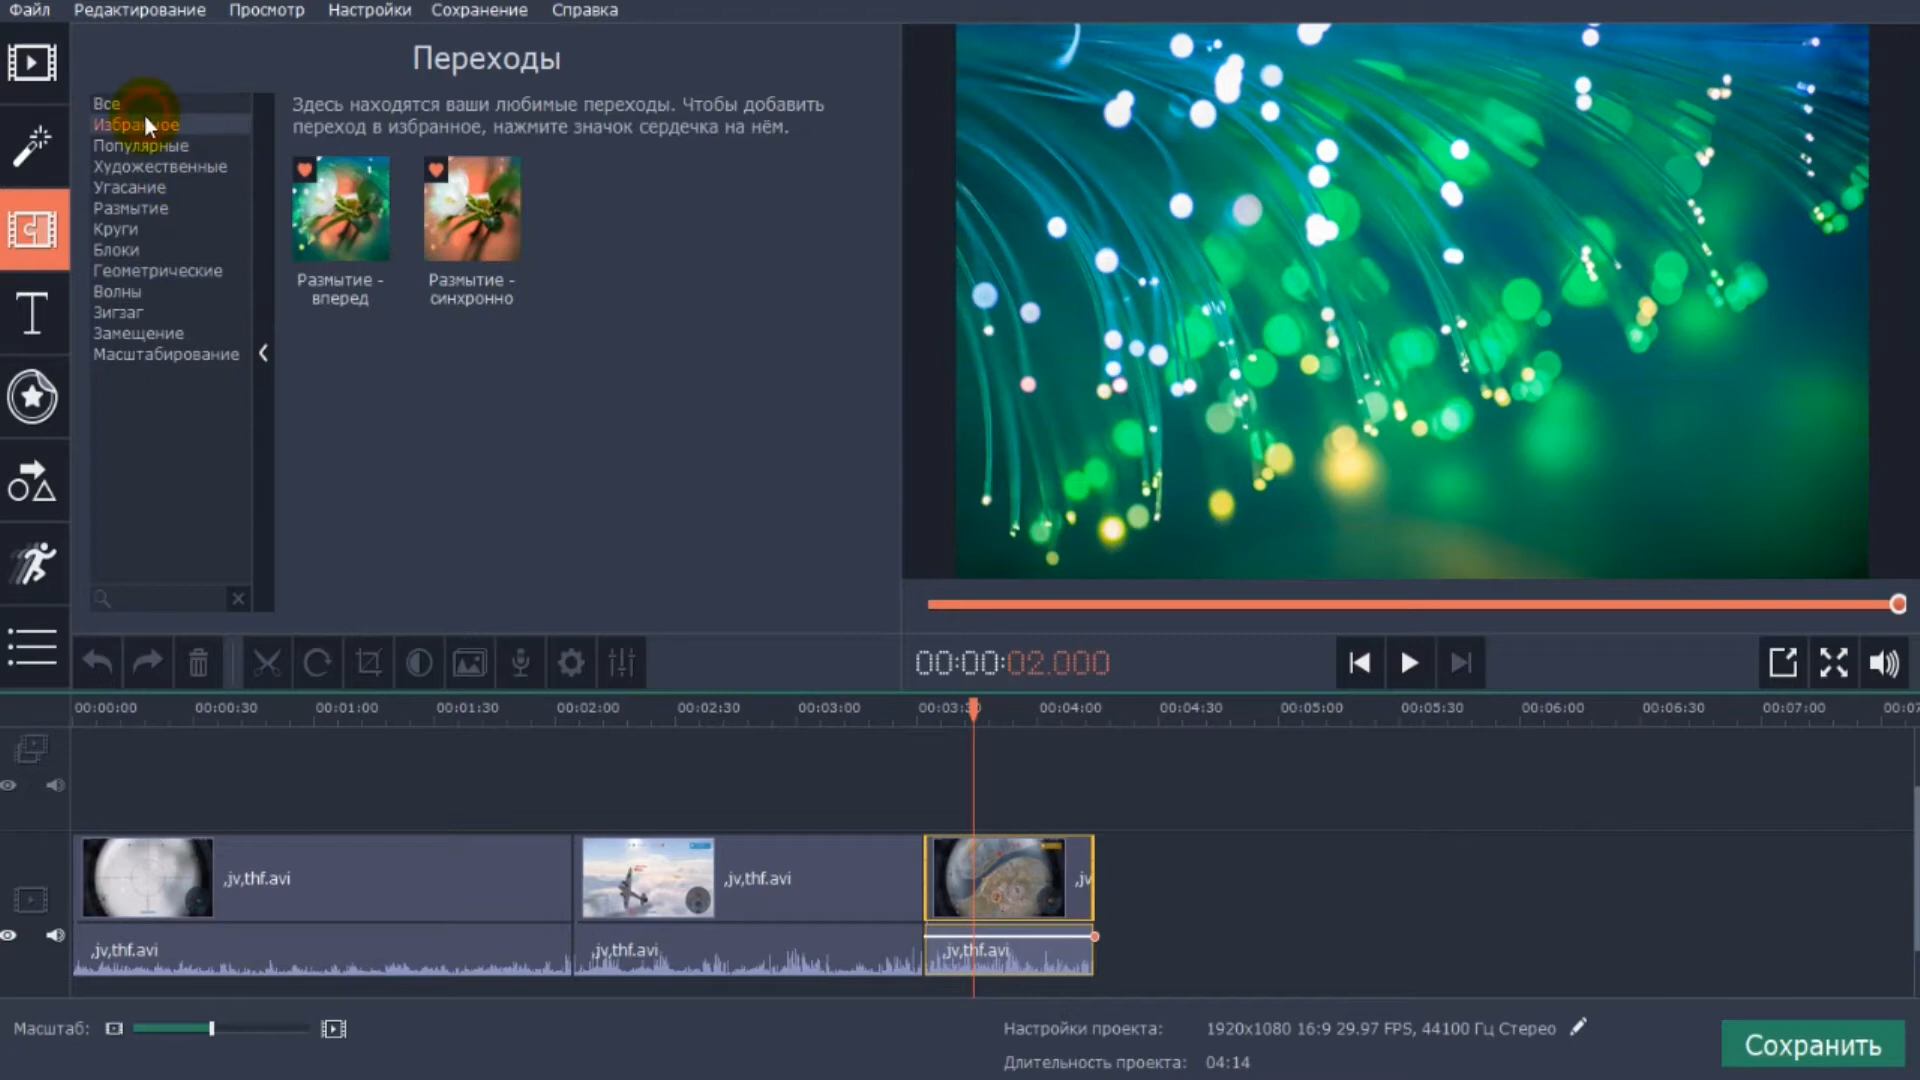 Файл Редактирование Просмотр Настройки Сохранение Справка
Переходы
Все
Избранное
Популярные
Художественные
Угасание
Размытие
Круги
Блоки
Геометрические
Волны
Зигзаг
Замещение
Масштабирование
Здесь находятся ваши любимые переходы. Чтобы добавить
переход в избранное, нажмите значок сердечка на нём.
Размытие -
вперед
Размытие -
синхронно
00:00:02.000
00:00:00 00:00:30 00:01:00 00:01:30 00:02:00 00:02:30 00:03:00 00:03:30 00:04:00 00:04:30 00:05:00 00:05:30 00:06:00 00:06:30 00:07:00 00:07
,jv,thf.avi ,jv,thf.avi ,jv
,jv,thf.avi ,jv,thf.avi ,jv,thf.avi
Масштаб:
Настройки проекта: 1920x1080 16:9 29.97 FPS, 44100 Гц Стерео
Длительность проекта: 04:14
Сохранить